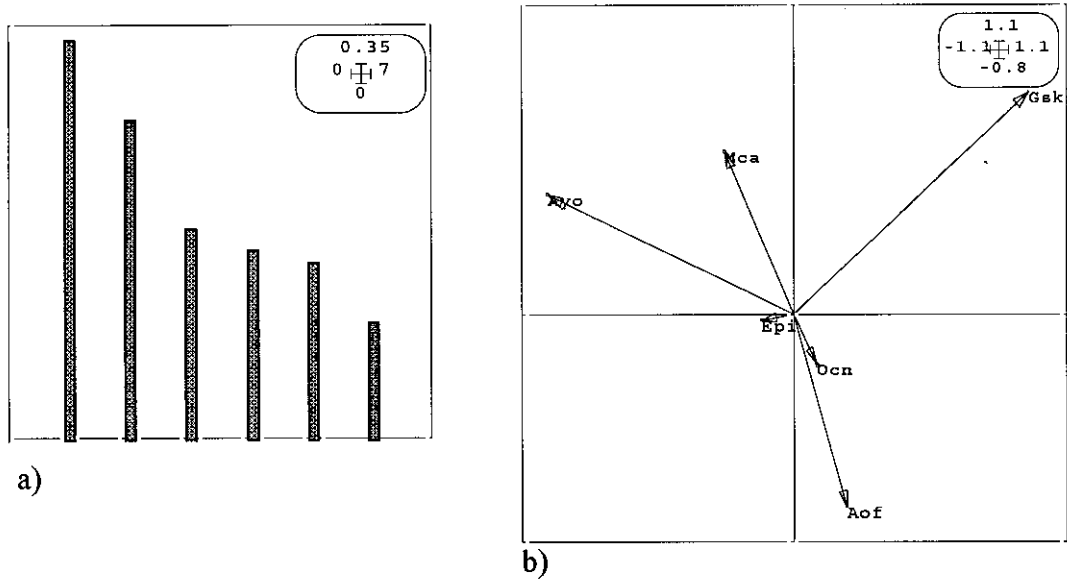 0.35
0 7
0
a)
1.1
-1.1 1.1
-0.8
Gsk
Mca
Ayo
Epi
Ocn
Aof
b)